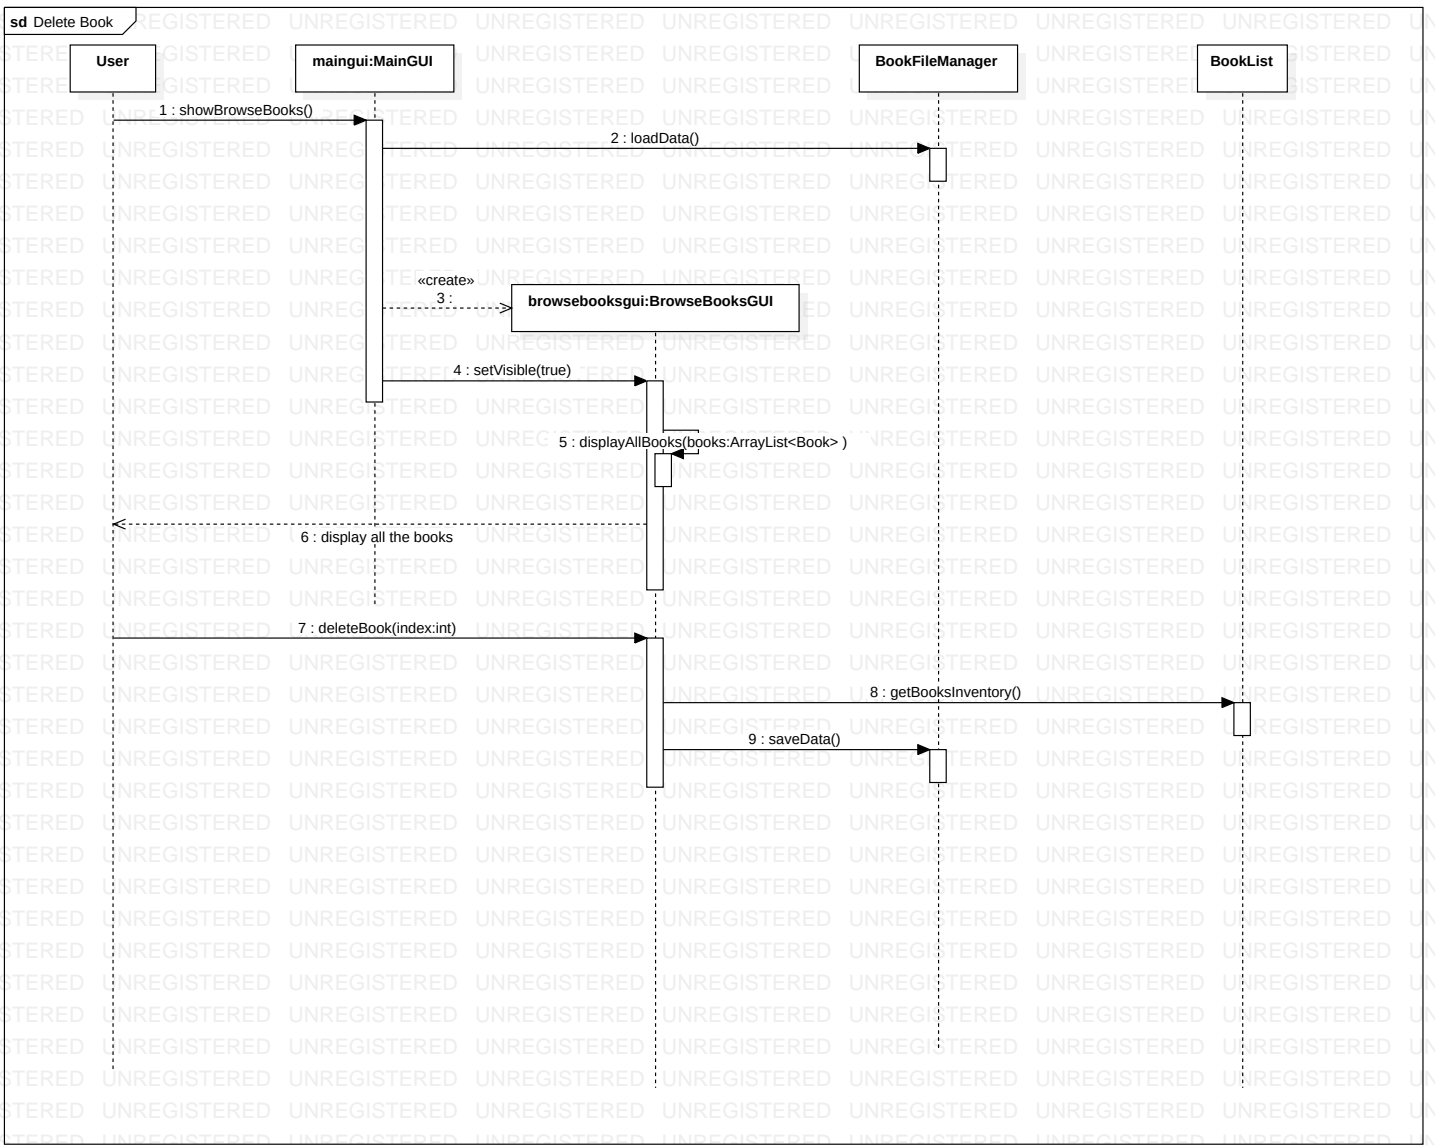 sd Delete Book
User
maingui:MainGUI
BookFileManager
BookList
1 : showBrowseBooks()
2 : loadData()
«create»
3 :
browsebooksgui:BrowseBooksGUI
4 : setVisible(true)
5 : displayAllBooks(books:ArrayList<Book> )
6 : display all the books
7 : deleteBook(index:int)
8 : getBooksInventory()
9 : saveData()
UNREGISTERED